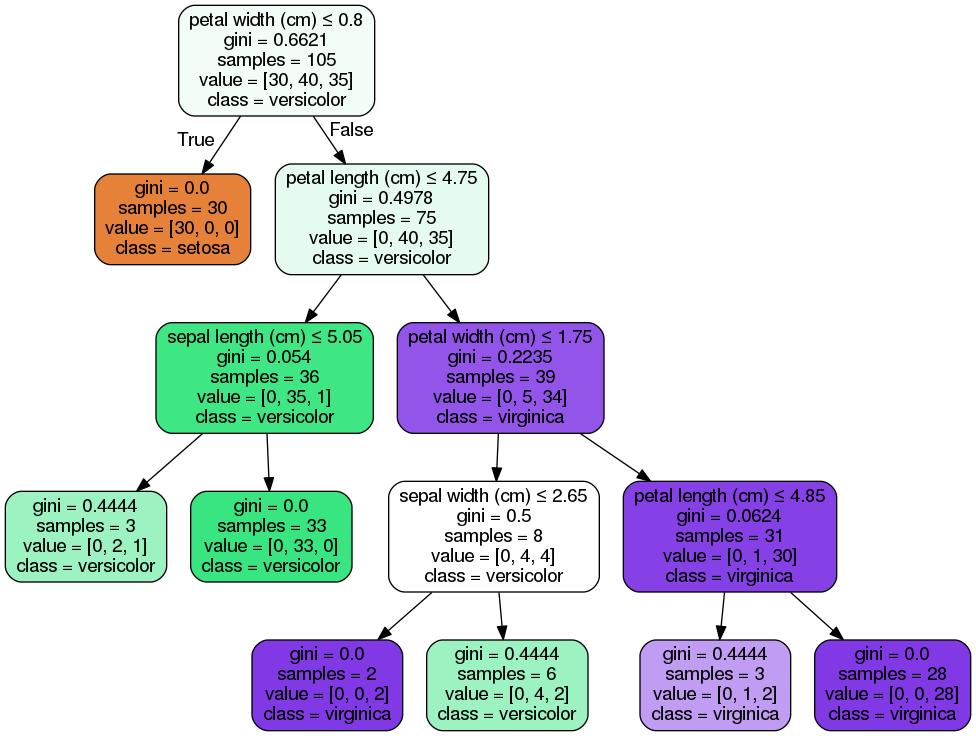 petal width (cm) ≤ 0.8
gini = 0.6621
samples = 105
value = [30, 40, 35]
class = versicolor
True
False
gini = 0.0
samples = 30
value = [30, 0, 0]
class = setosa
petal length (cm) ≤ 4.75
gini = 0.4978
samples = 75
value = [0, 40, 35]
class = versicolor
sepal length (cm) ≤ 5.05
gini = 0.054
samples = 36
value = [0, 35, 1]
class = versicolor
petal width (cm) ≤ 1.75
gini = 0.2235
samples = 39
value = [0, 5, 34]
class = virginica
gini = 0.4444
samples = 3
value = [0, 2, 1]
class = versicolor
gini = 0.0
samples = 33
value = [0, 33, 0]
class = versicolor
sepal width (cm) ≤ 2.65
gini = 0.5
samples = 8
value = [0, 4, 4]
class = versicolor
petal length (cm) ≤ 4.85
gini = 0.0624
samples = 31
value = [0, 1, 30]
class = virginica
gini = 0.0
samples = 2
value = [0, 0, 2]
class = virginica
gini = 0.4444
samples = 6
value = [0, 4, 2]
class = versicolor
gini = 0.4444
samples = 3
value = [0, 1, 2]
class = virginica
gini = 0.0
samples = 28
value = [0, 0, 28]
class = virginica